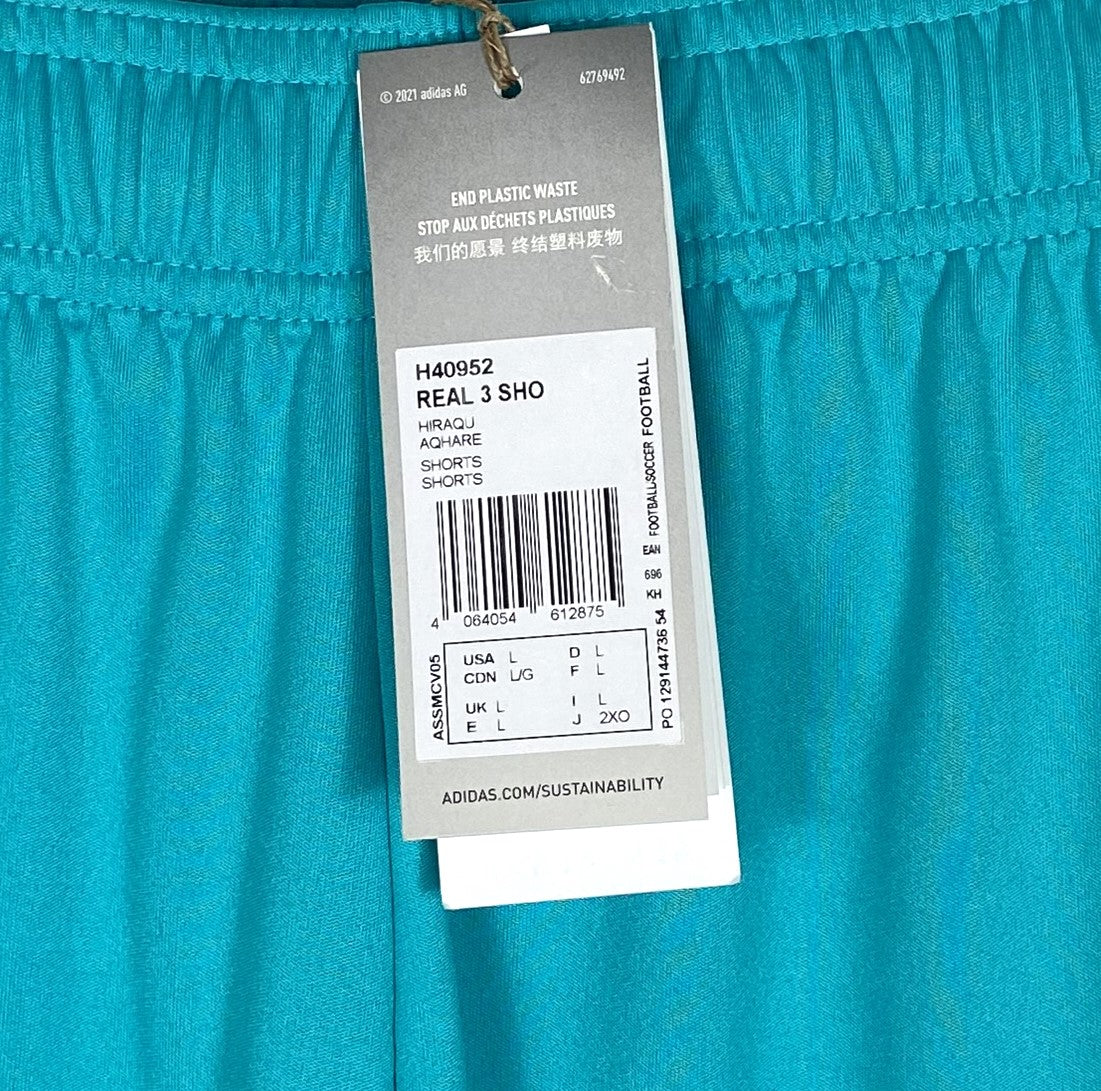 © 2021 adidas AG
62769492
END PLASTIC WASTE
STOP AUX DÉCHETS PLASTIQUES
我们的愿景 终结塑料废物
H40952
REAL 3 SHO
HIRAQU
AQHARE
SHORTS
SHORTS
4 064054 612875
FOOTBALL/SOCCER FOOTBALL
EAN
696
KH
PO 129144736 54
ASSMCV05
USA L D L
CDN L/G F L
UK L I L
E L J 2XO
ADIDAS.COM/SUSTAINABILITY